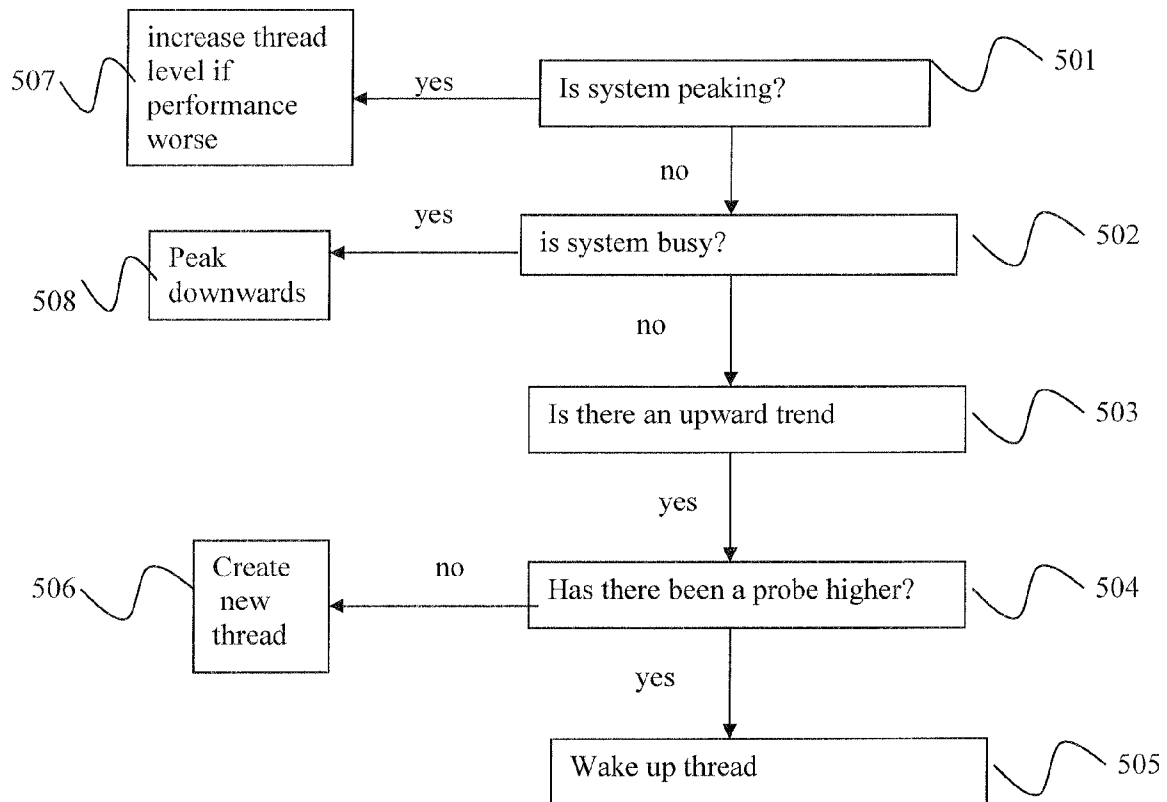 increase thread
level if
performance
worse
507
yes
Is system peaking?
501
no
yes
is system busy?
502
Peak
downwards
508
no
Is there an upward trend
503
yes
Create
new
thread
506
no
Has there been a probe higher?
504
yes
Wake up thread
505